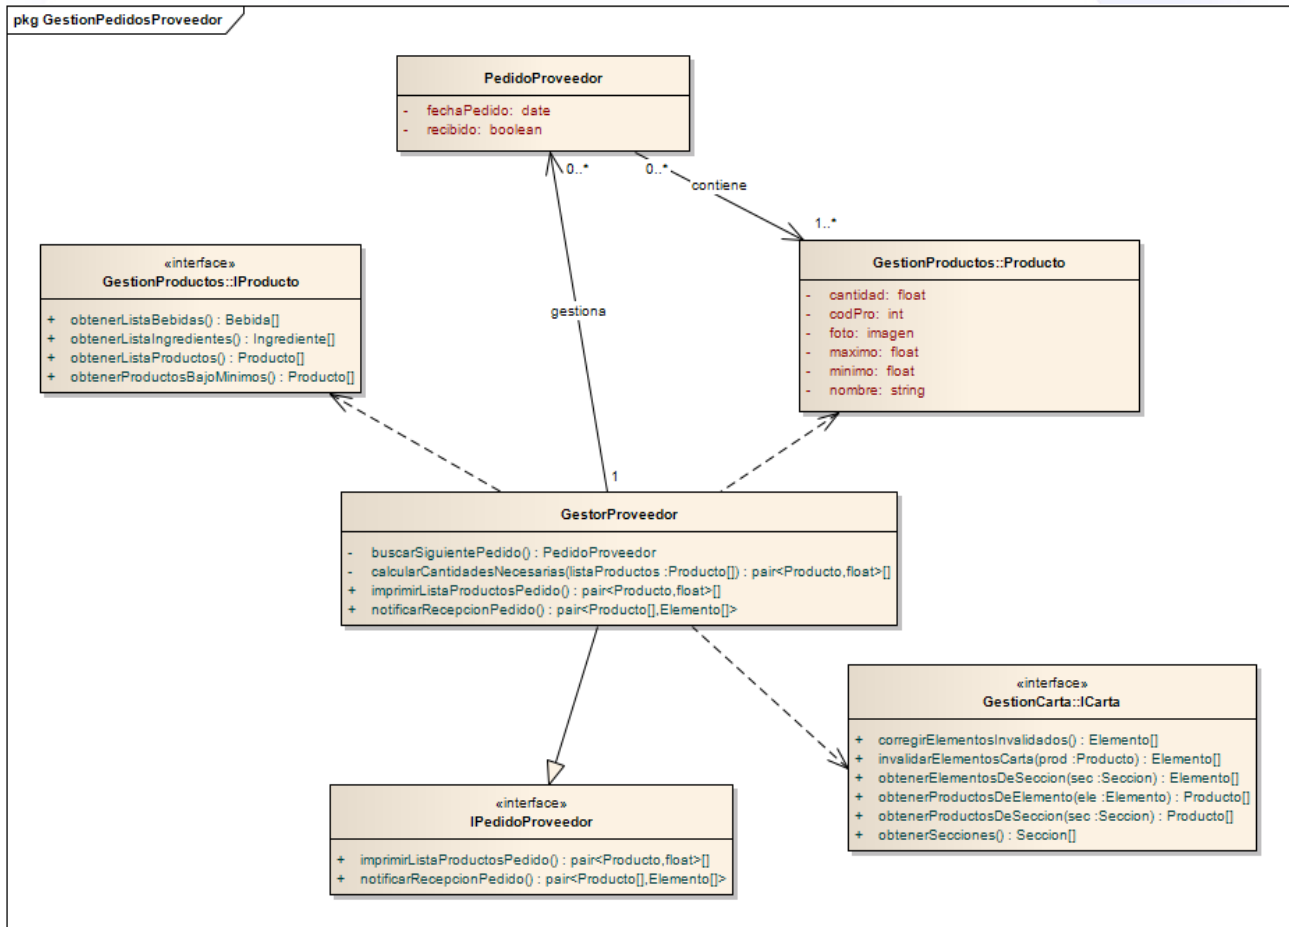 pkg GestionPedidosProveedor
PedidoProveedor
- fechaPedido: date
- recibido: boolean
0..*
0..*
contiene
1..*
«interface»
GestionProductos::IProducto
+ obtenerListaBebidas() : Bebida[]
+ obtenerListaIngredientes() : Ingrediente[]
+ obtenerListaProductos() : Producto[]
+ obtenerProductosBajoMinimos() : Producto[]
gestiona
GestionProductos::Producto
- cantidad: float
- codPro: int
- foto: imagen
- maximo: float
- minimo: float
- nombre: string
1
GestorProveedor
- buscarSiguientePedido() : PedidoProveedor
- calcularCantidadesNecesarias(listaProductos :Producto[]) : pair<Producto,float>[]
+ imprimirListaProductosPedido() : pair<Producto,float>[]
+ notificarRecepcionPedido() : pair<Producto[],Elemento[]>
«interface»
GestionCarta::ICarta
+ corregirElementosInvalidados() : Elemento[]
+ invalidarElementosCarta(prod :Producto) : Elemento[]
+ obtenerElementosDeSeccion(sec :Seccion) : Elemento[]
+ obtenerProductosDeElemento(ele :Elemento) : Producto[]
+ obtenerProductosDeSeccion(sec :Seccion) : Producto[]
+ obtenerSecciones() : Seccion[]
«interface»
IPedidoProveedor
+ imprimirListaProductosPedido() : pair<Producto,float>[]
+ notificarRecepcionPedido() : pair<Producto[],Elemento[]>